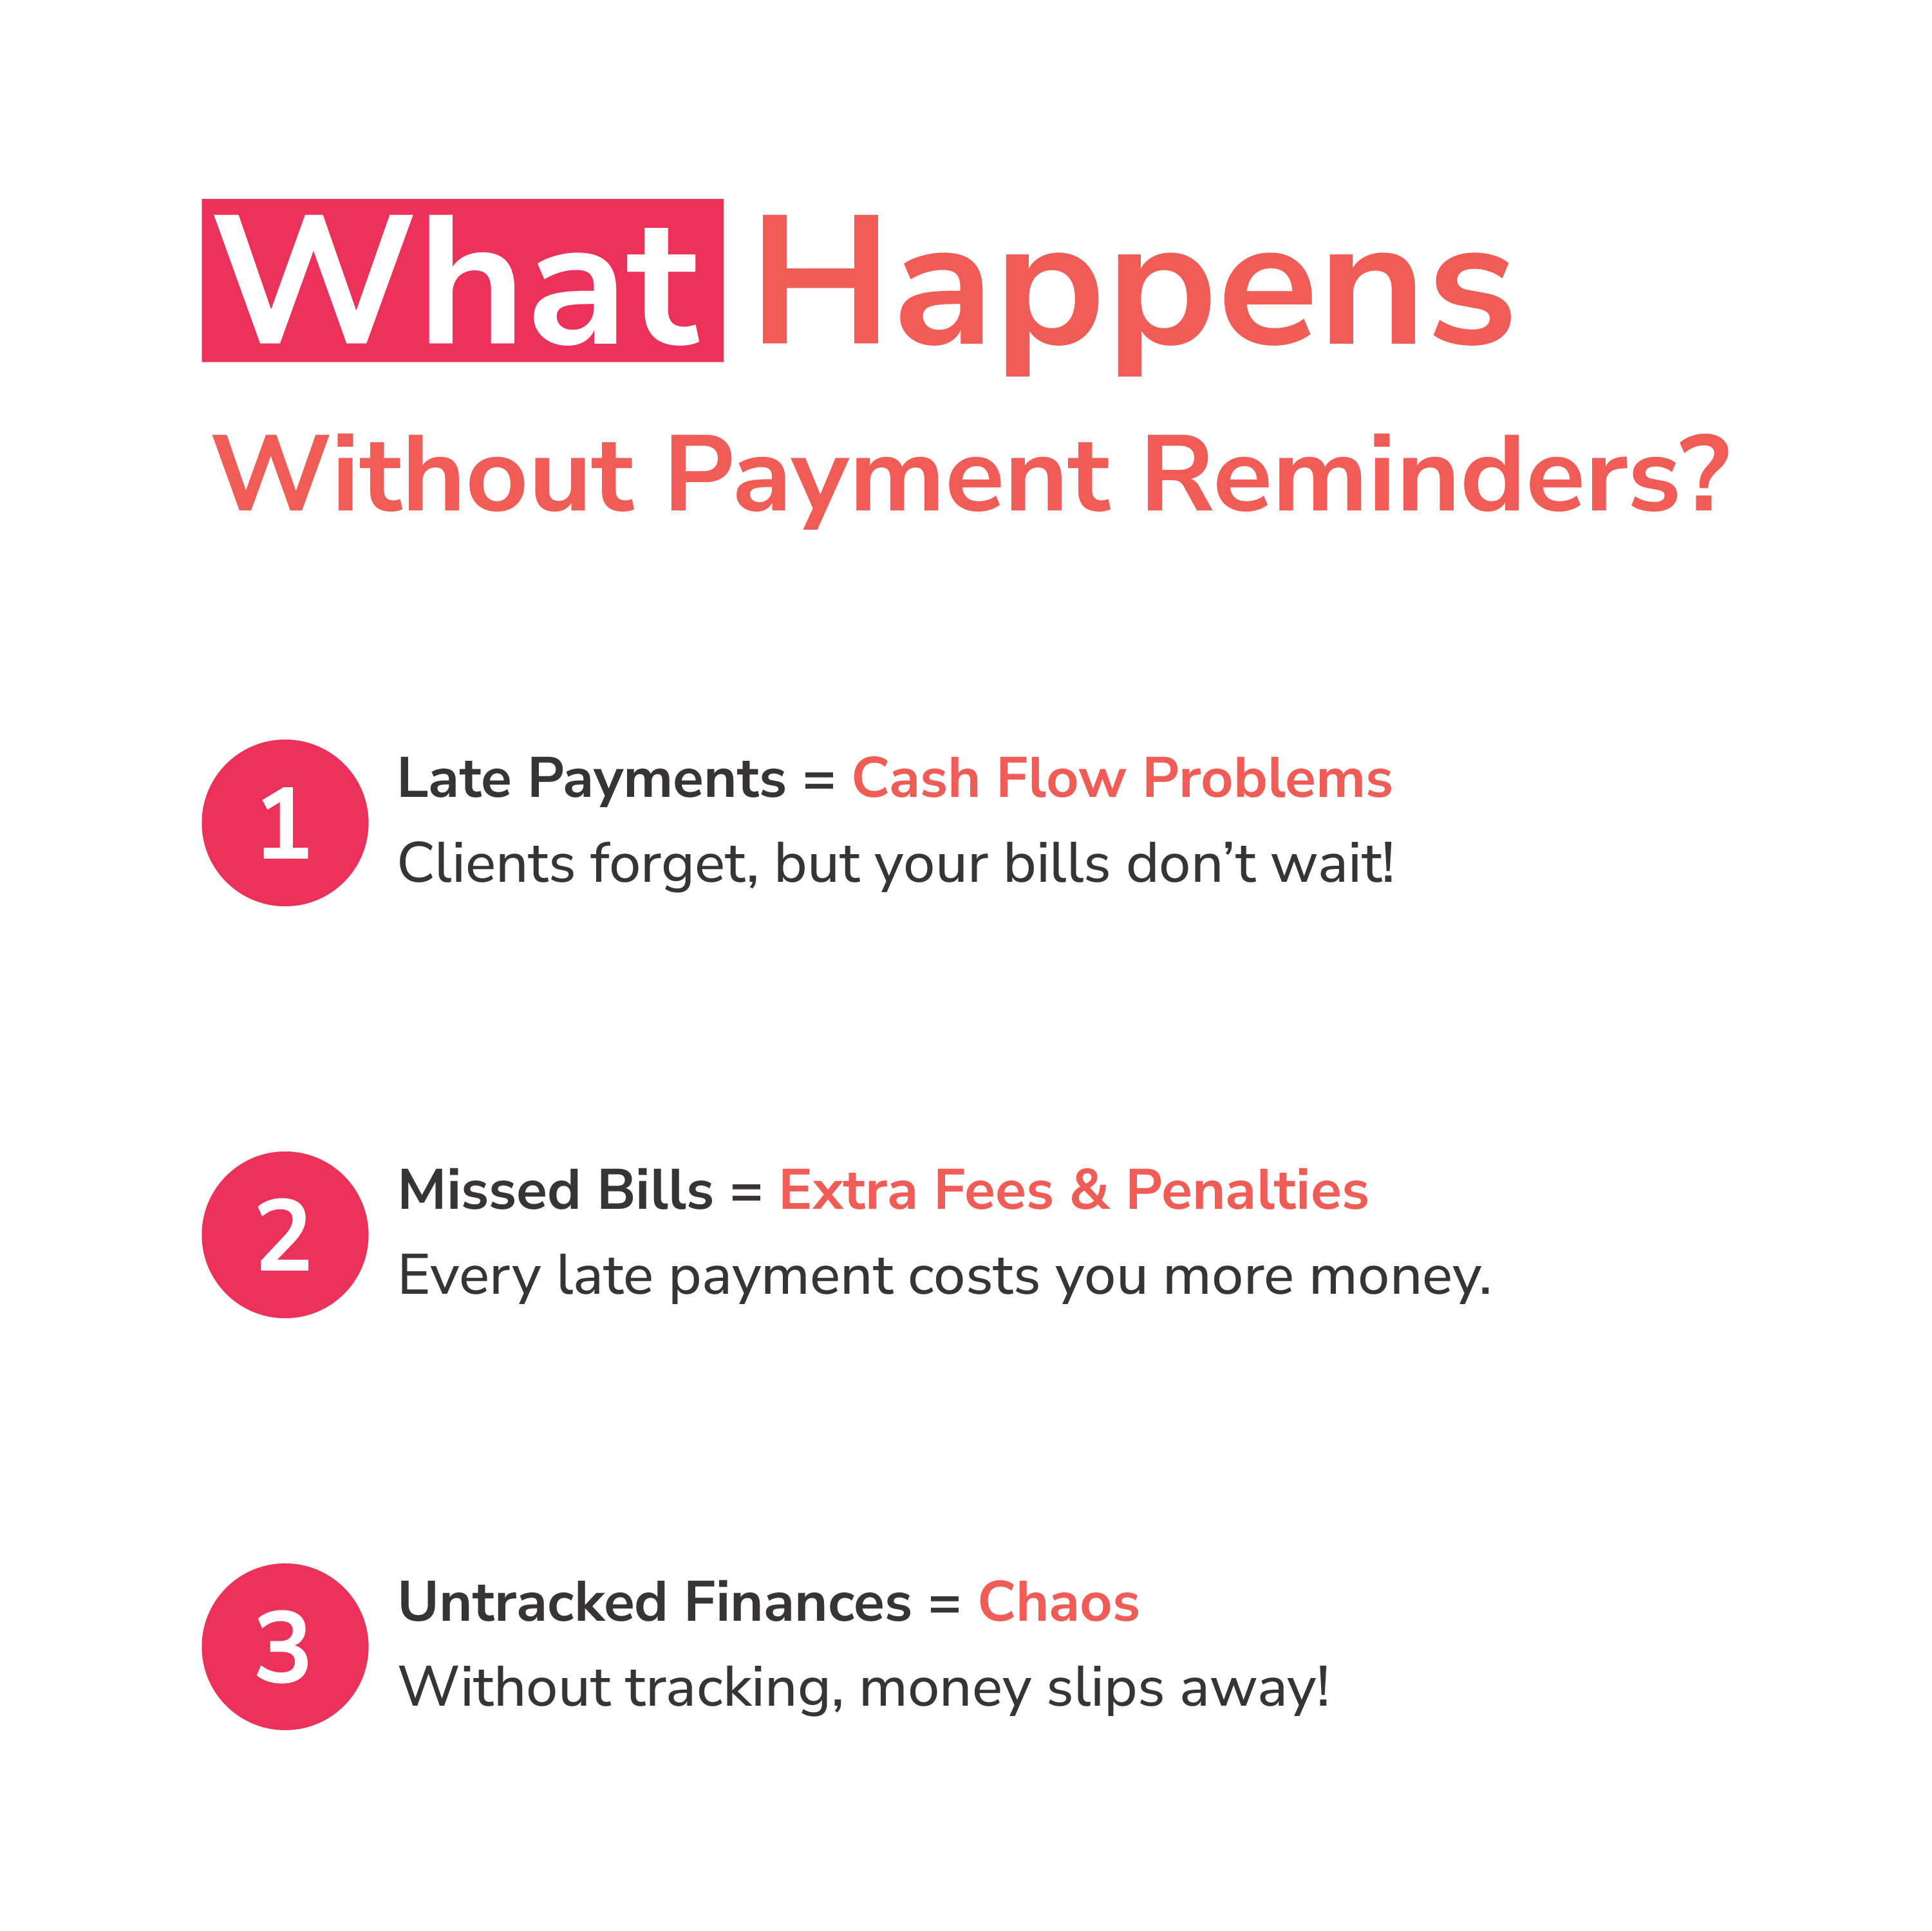 What Happens
Without Payment Reminders?
1
Late Payments = Cash Flow Problems
Clients forget, but your bills don’t wait!
2
Missed Bills = Extra Fees & Penalties
Every late payment costs you more money.
3
Untracked Finances = Chaos
Without tracking, money slips away!